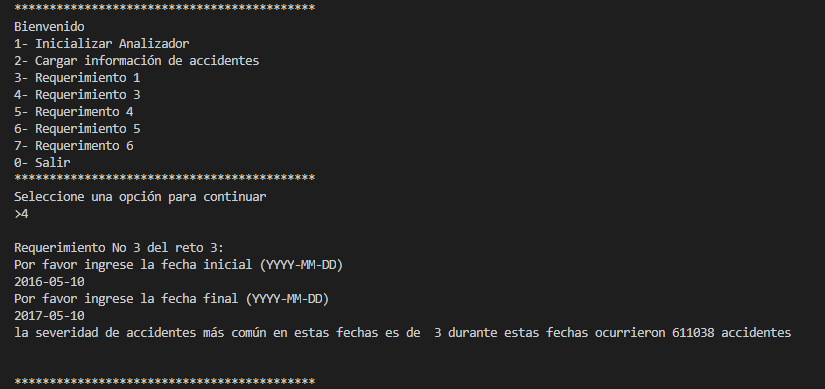 *******************************************
Bienvenido
1- Inicializar Analizador
2- Cargar información de accidentes
3- Requerimiento 1
4- Requerimiento 3
5- Requerimento 4
6- Requerimiento 5
7- Requerimento 6
0- Salir
*******************************************
Seleccione una opción para continuar
>4
Requerimiento No 3 del reto 3:
Por favor ingrese la fecha inicial (YYYY-MM-DD)
2016-05-10
Por favor ingrese la fecha final (YYYY-MM-DD)
2017-05-10
la severidad de accidentes más común en estas fechas es de  3 durante estas fechas ocurrieron 611038 accidentes
*******************************************